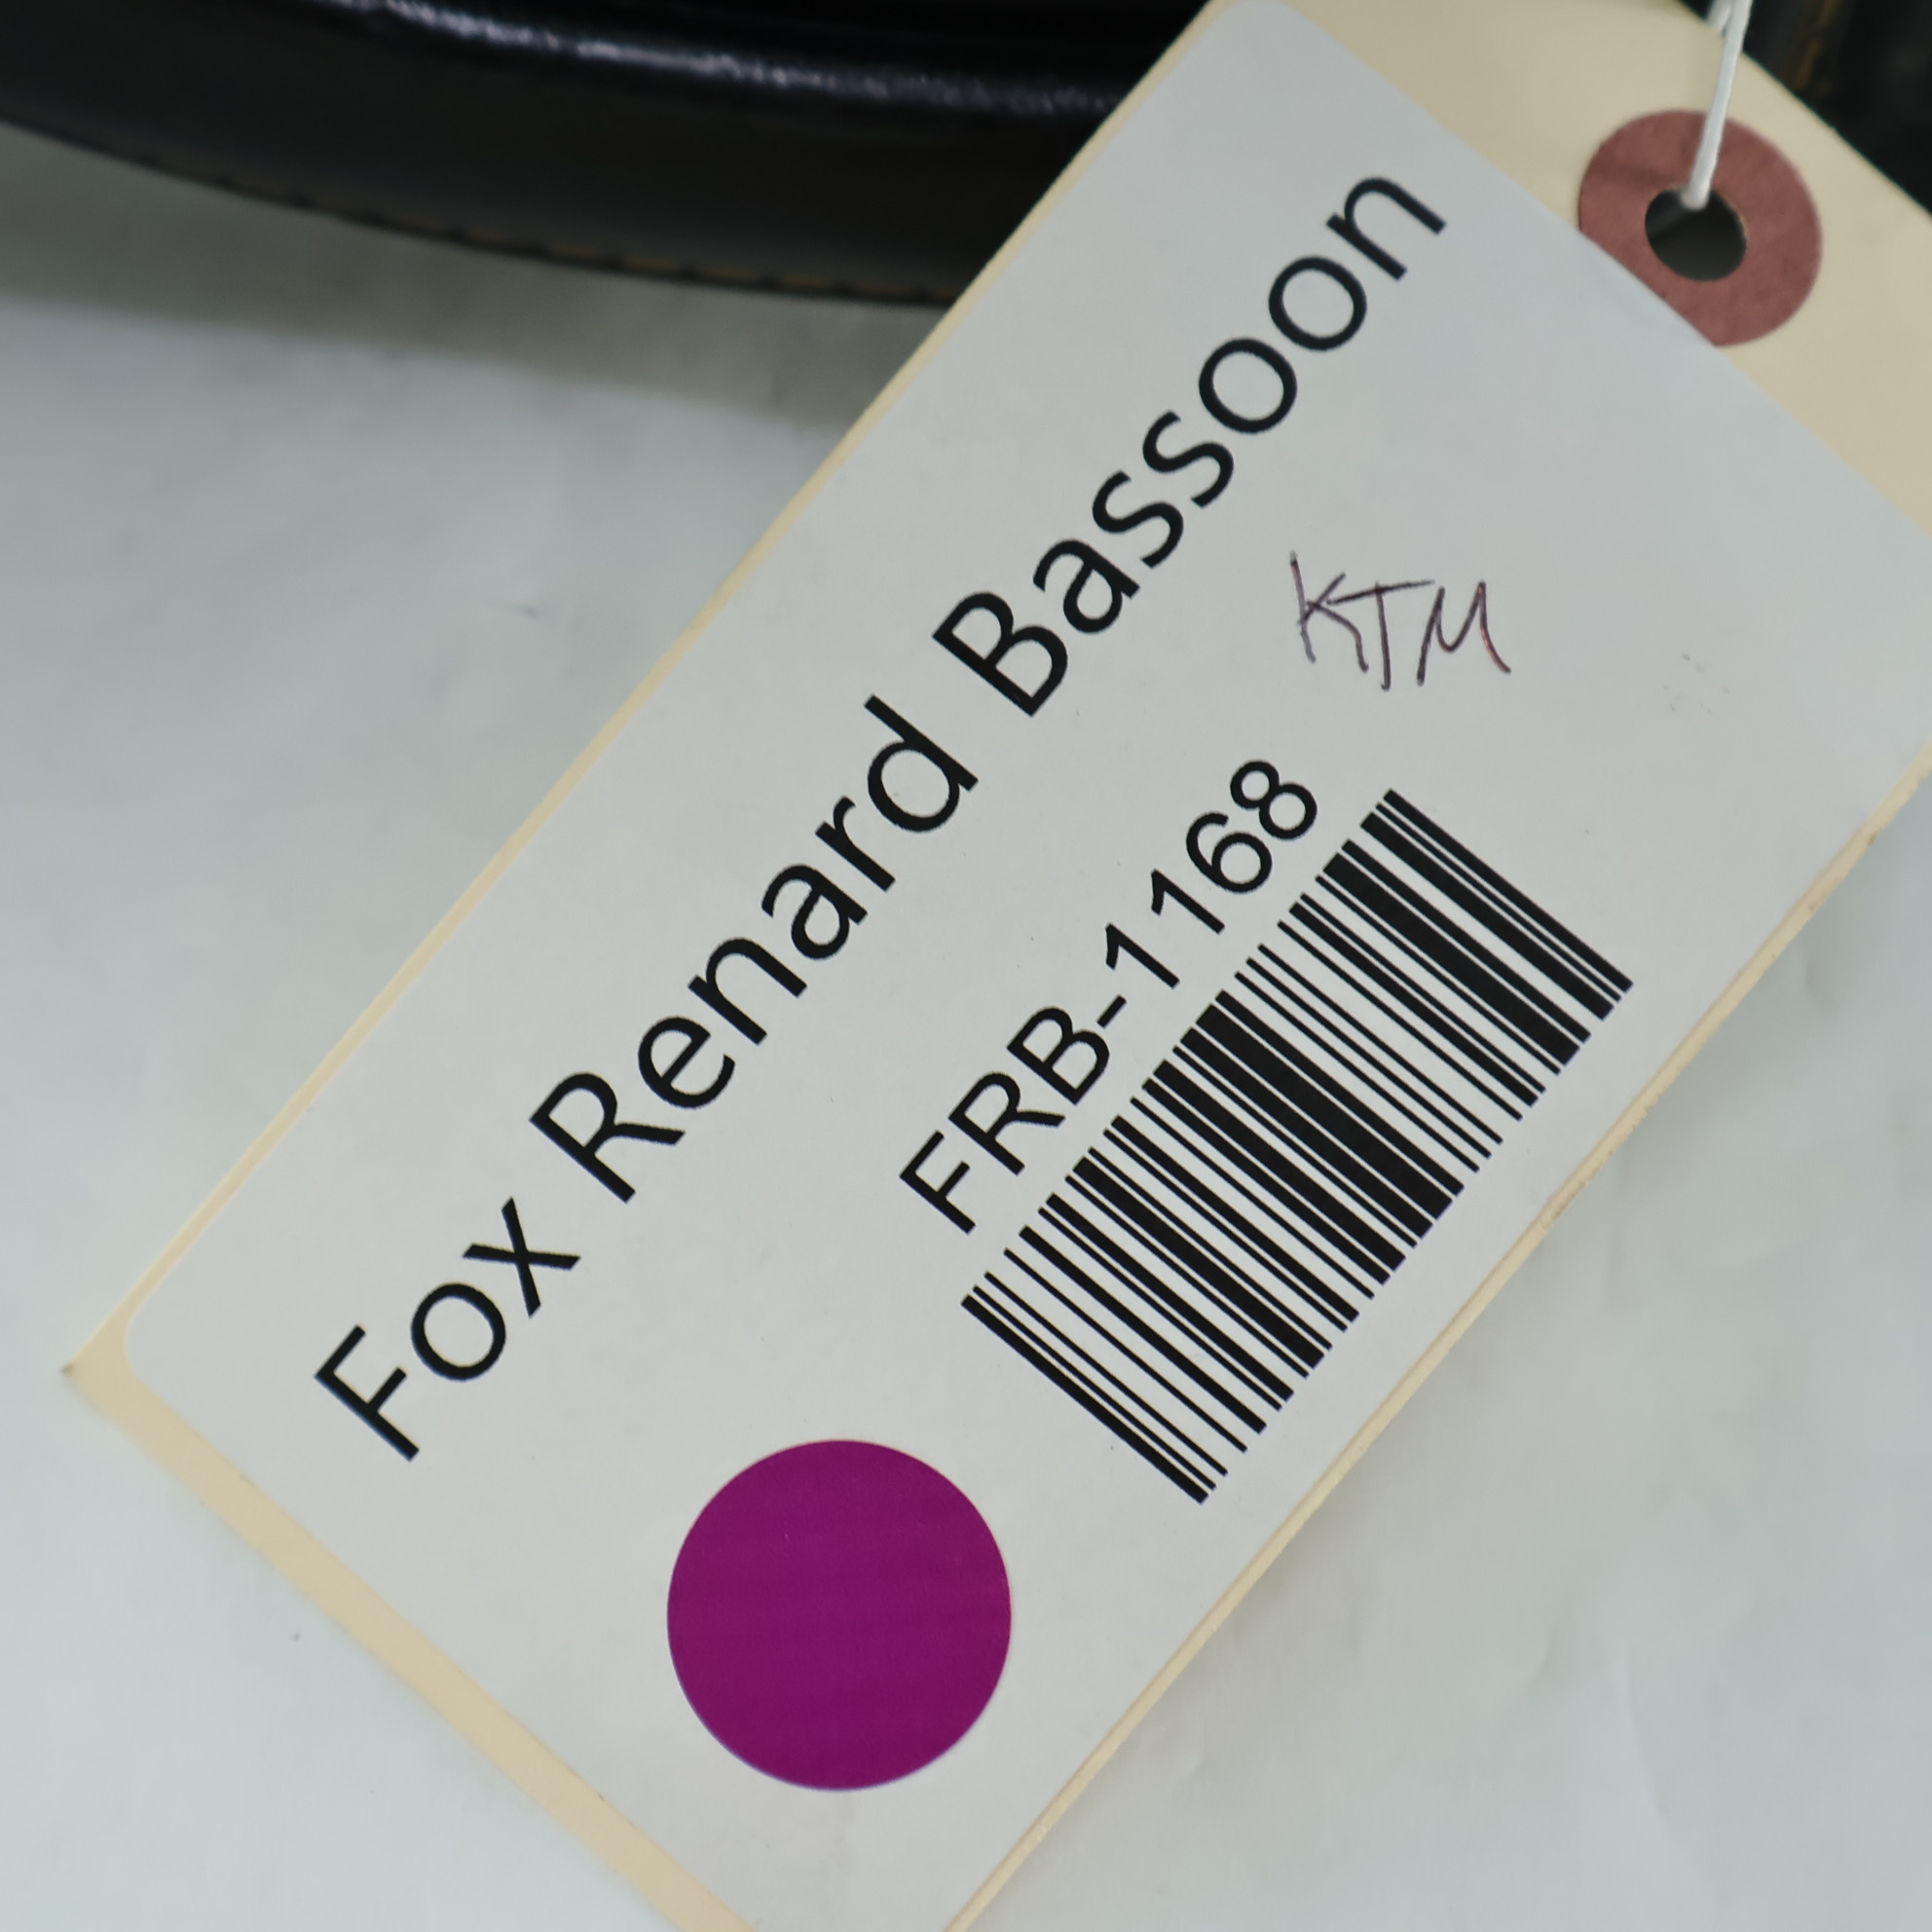 Fox Renard Bassoon
KTM
FRB-1168